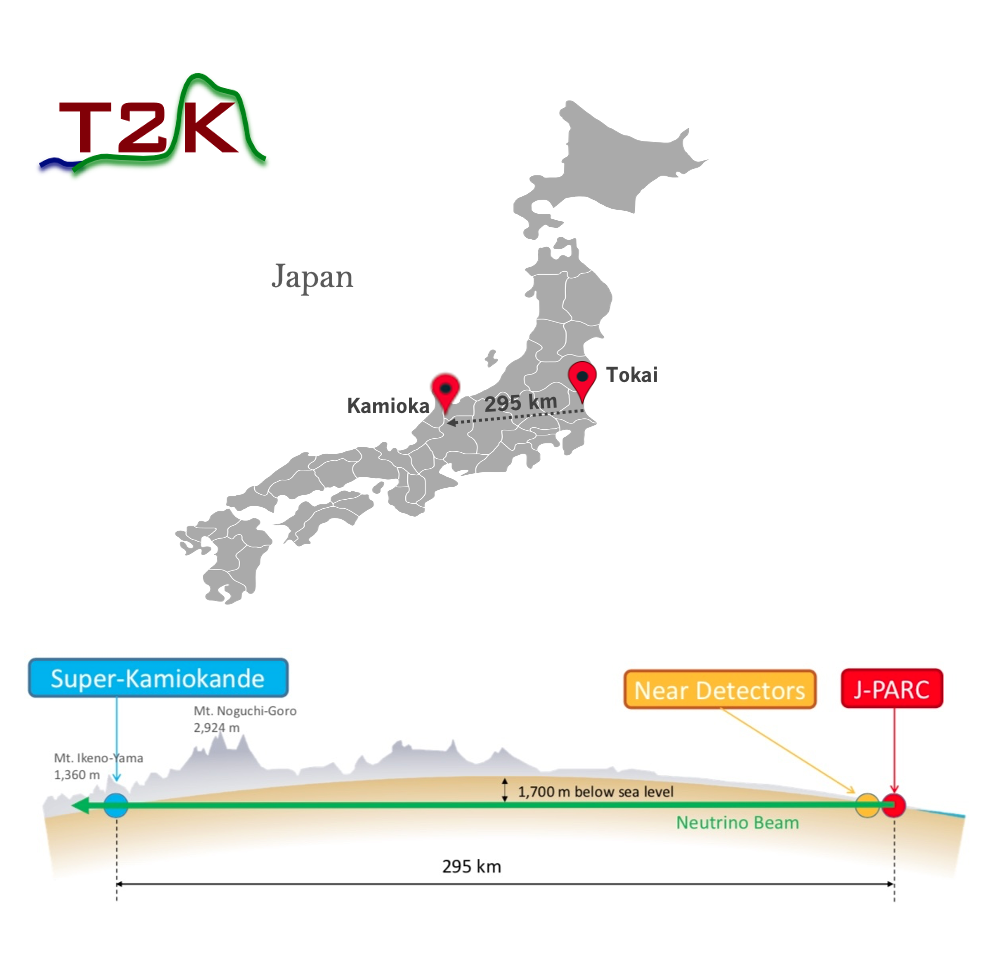 T2K
Japan
Tokai
295 km
Kamioka
Super-Kamiokande
Near Detectors
J-PARC
Mt. Noguchi-Goro
2,924 m
Mt. Ikeno-Yama
1,360 m
1,700 m below sea level
Neutrino Beam
295 km